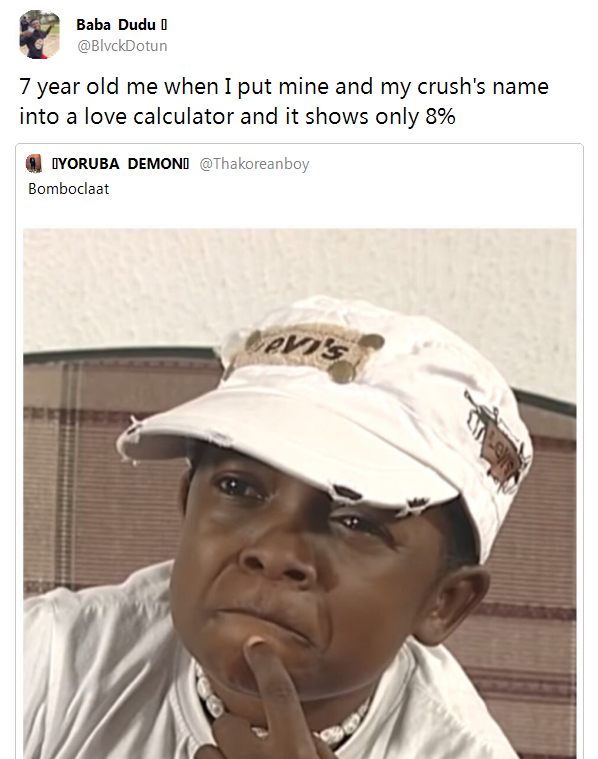 Baba Dudu
@BlvckDotun
7 year old me when I put mine and my crush's name
into a love calculator and it shows only 8%
YORUBA DEMON @Thakoreanboy
Bomboclaat
Levi's
Levi's